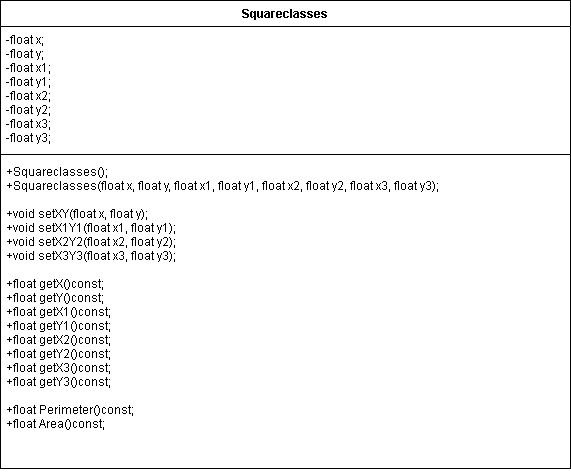 Squareclasses
-float x;
-float y;
-float x1;
-float y1;
-float x2;
-float y2;
-float x3;
-float y3;
+Squareclasses();
+Squareclasses(float x, float y, float x1, float y1, float x2, float y2, float x3, float y3);
+void setXY(float x, float y);
+void setX1Y1(float x1, float y1);
+void setX2Y2(float x2, float y2);
+void setX3Y3(float x3, float y3);
+float getX()const;
+float getY()const;
+float getX1()const;
+float getY1()const;
+float getX2()const;
+float getY2()const;
+float getX3()const;
+float getY3()const;
+float Perimeter()const;
+float Area()const;